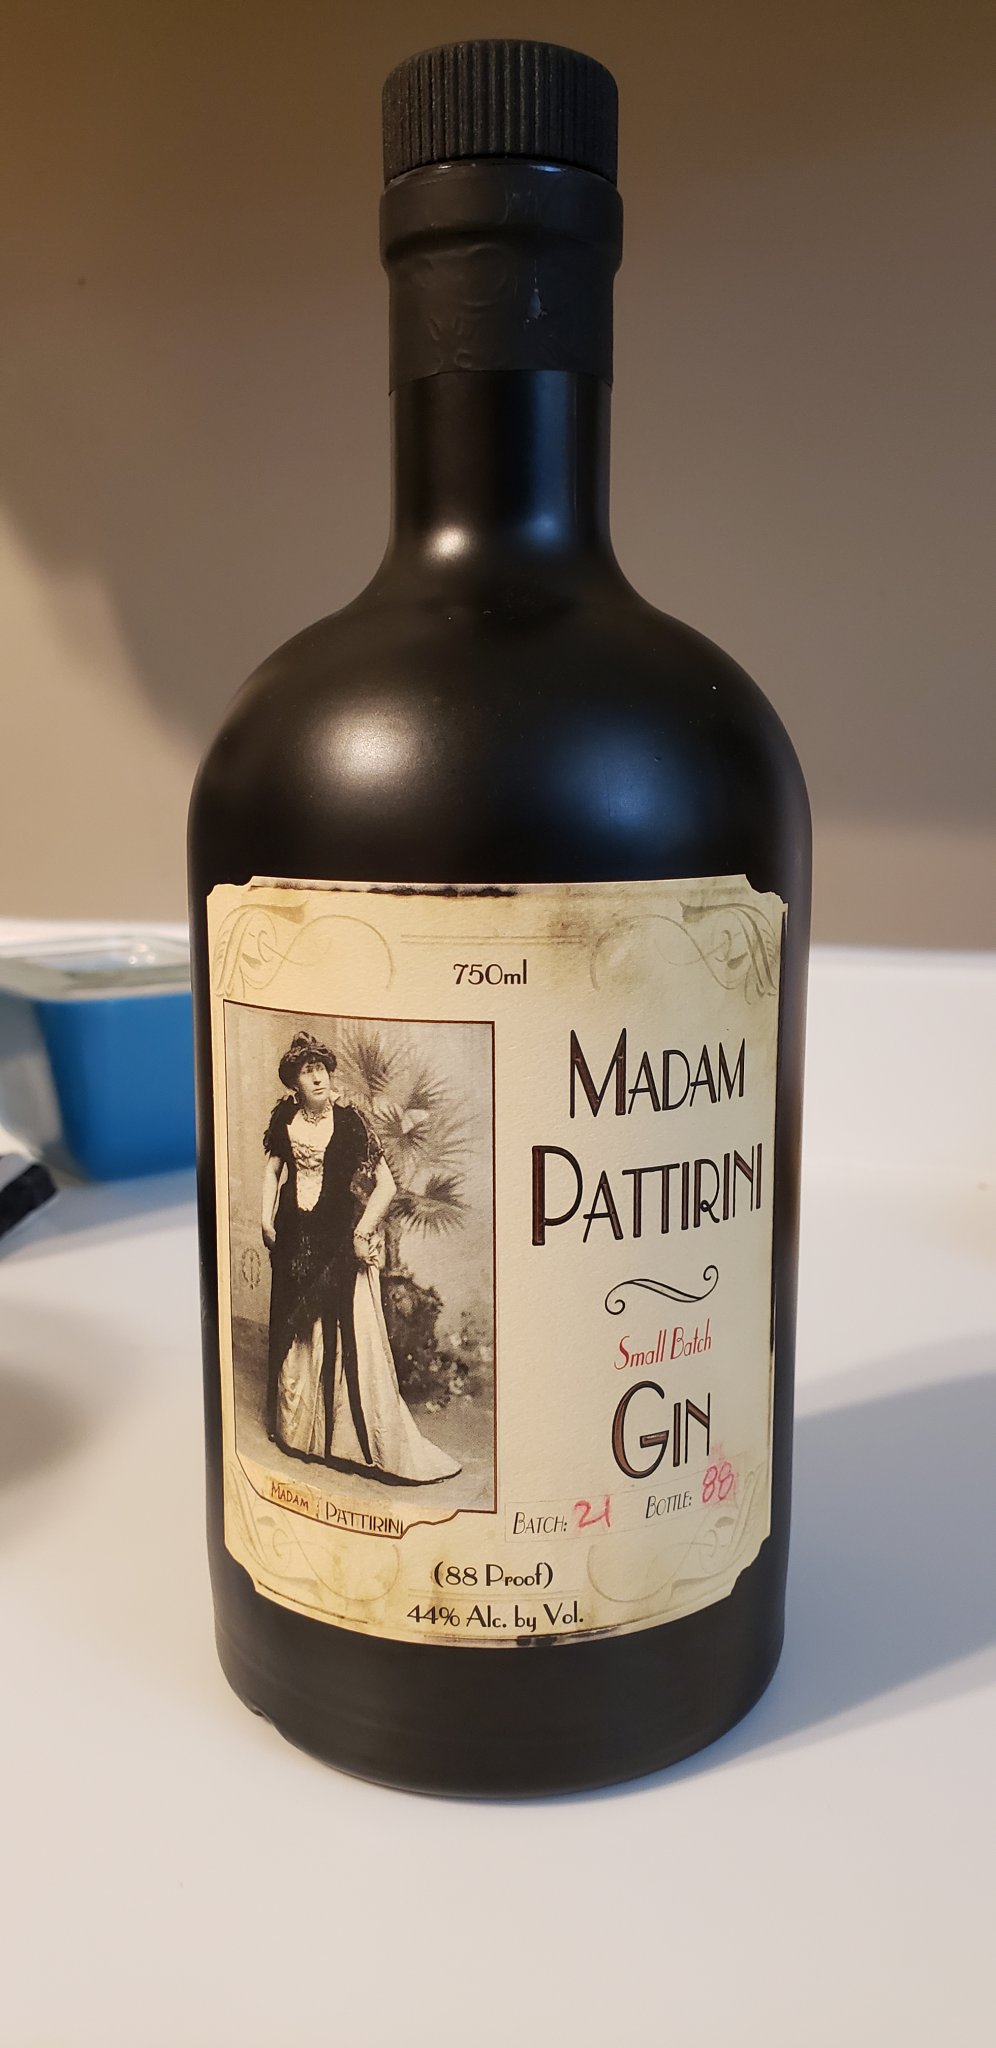 750ml
MADAM
PATTIRINI
Small Batch
GIN
MADAM PATTIRINI
BATCH: 21 BOTTLE: 88
(88 Proof)
44% Alc. by Vol.